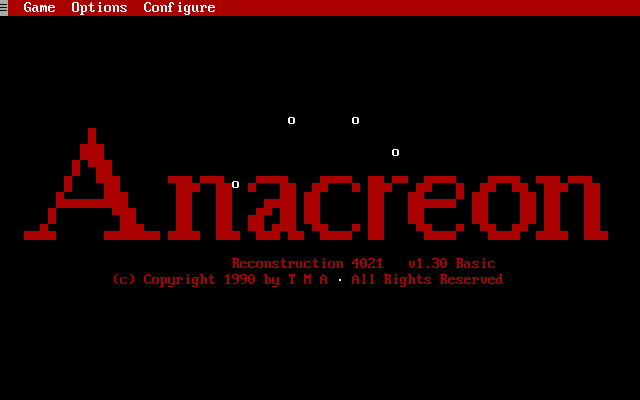 Game Options Configure
Anacreon
Reconstruction 4021 v1.30 Basic
(c) Copyright 1990 by T M A · All Rights Reserved